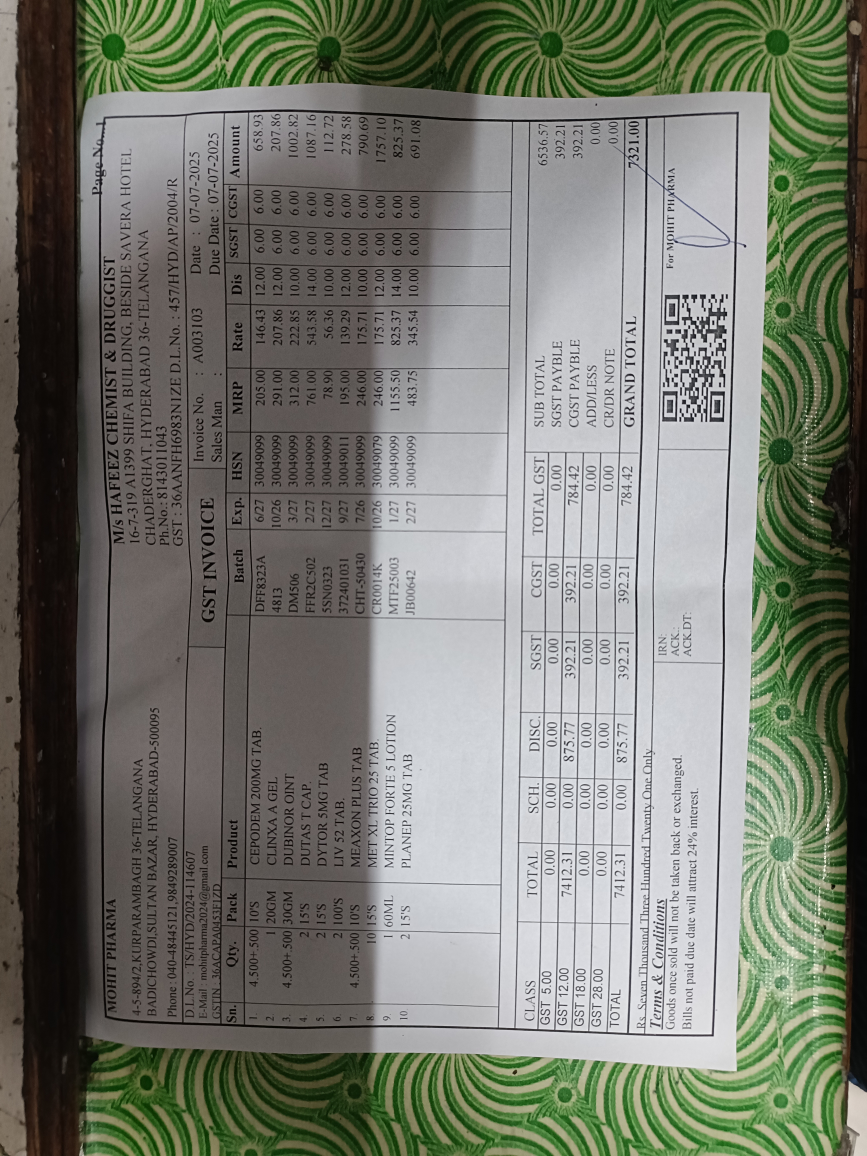 Page No..1
MOHIT PHARMA
4-5-894/2,KURPARAMBAGH 36-TELANGANA
BADICHOWDI,SULTAN BAZAR, HYDERABAD-500095
Phone : 040-48445121,9849289007
D.L.No. : TS/HYD/2024-114607
E-Mail : mohitpharma2024@gmail.com
GSTIN : 36ACAPA0453F1ZD
M/s HAFEEZ CHEMIST & DRUGGIST
16-7-319 A1399 SHIFA BUILDING, BESIDE SAVERA HOTEL
CHADERGHAT, HYDERABAD 36-TELANGANA
Ph.No.: 8143011043
GST : 36AANFH6983N1ZE D.L.No. : 457/HYD/AP/2004/R
GST INVOICE
Invoice No. : A003103 Date : 07-07-2025
Sales Man : Due Date : 07-07-2025
Sn. Qty. Pack Product Batch Exp. HSN MRP Rate Dis SGST CGST Amount
1. 4.500+.500 10'S CEPODEM 200MG TAB. DFF8323A 6/27 30049099 205.00 146.43 12.00 6.00 6.00 658.93
2. 1 20GM CLINXA A GEL 4813 10/26 30049099 291.00 207.86 12.00 6.00 6.00 207.86
3. 4.500+.500 30GM DUBINOR OINT DM506 3/27 30049099 312.00 222.85 10.00 6.00 6.00 1002.82
4. 2 15'S DUTAS T CAP. FFR2C502 2/27 30049099 761.00 543.58 14.00 6.00 6.00 1087.16
5. 2 15'S DYTOR 5MG TAB 5SN0323 12/27 30049099 78.90 56.36 10.00 6.00 6.00 112.72
6. 2 100'S LIV 52 TAB. 372401031 9/27 30049011 195.00 139.29 12.00 6.00 6.00 278.58
7 4.500+.500 10'S MEAXON PLUS TAB CHT-50430 7/26 30049099 246.00 175.71 10.00 6.00 6.00 790.69
8. 10 15'S MET XL TRIO 25 TAB. CR0014K 10/26 30049079 246.00 175.71 12.00 6.00 6.00 1757.10
9. 1 60ML MINTOP FORTE 5 LOTION MTF25003 1/27 30049099 1155.50 825.37 14.00 6.00 6.00 825.37
10 2 15'S PLANEP 25MG TAB JB00642 2/27 30049099 483.75 345.54 10.00 6.00 6.00 691.08
CLASS TOTAL SCH. DISC. SGST CGST TOTAL GST
GST 5.00 0.00 0.00 0.00 0.00 0.00 0.00
GST 12.00 7412.31 0.00 875.77 392.21 392.21 784.42
GST 18.00 0.00 0.00 0.00 0.00 0.00 0.00
GST 28.00 0.00 0.00 0.00 0.00 0.00 0.00
TOTAL 7412.31 0.00 875.77 392.21 392.21 784.42
SUB TOTAL 6536.57
SGST PAYBLE 392.21
CGST PAYBLE 392.21
ADD/LESS 0.00
CR/DR NOTE 0.00
GRAND TOTAL 7321.00
Rs. Seven Thousand Three Hundred Twenty One Only
Terms & Conditions
Goods once sold will not be taken back or exchanged.
Bills not paid due date will attract 24% interest.
IRN:
ACK.:
ACK.DT:
For MOHIT PHARMA